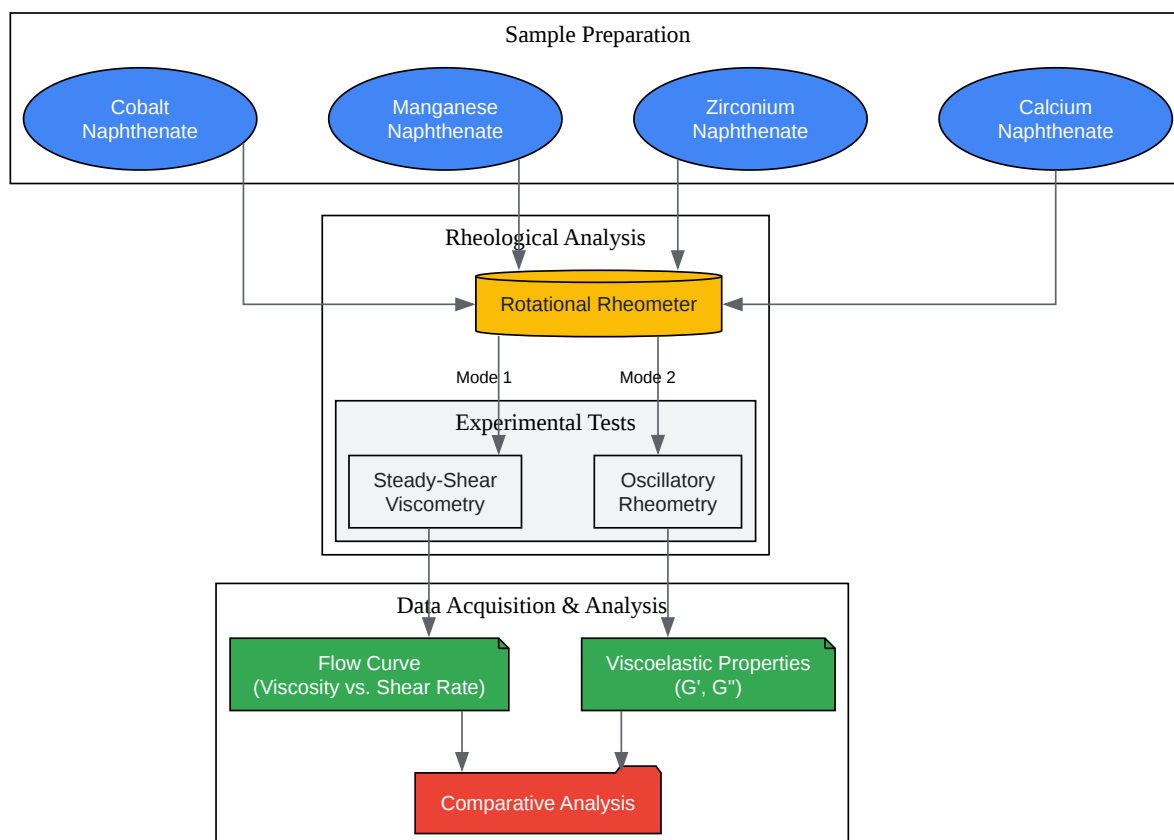 Sample Preparation
Cobalt
Naphthenate
Manganese
Naphthenate
Zirconium
Naphthenate
Calcium
Naphthenate
Rheological Analysis
Rotational Rheometer
Mode 1
Mode 2
Experimental Tests
Steady-Shear
Viscometry
Oscillatory
Rheometry
Data Acquisition & Analysis
Flow Curve
(Viscosity vs. Shear Rate)
Viscoelastic Properties
(G', G'')
Comparative Analysis